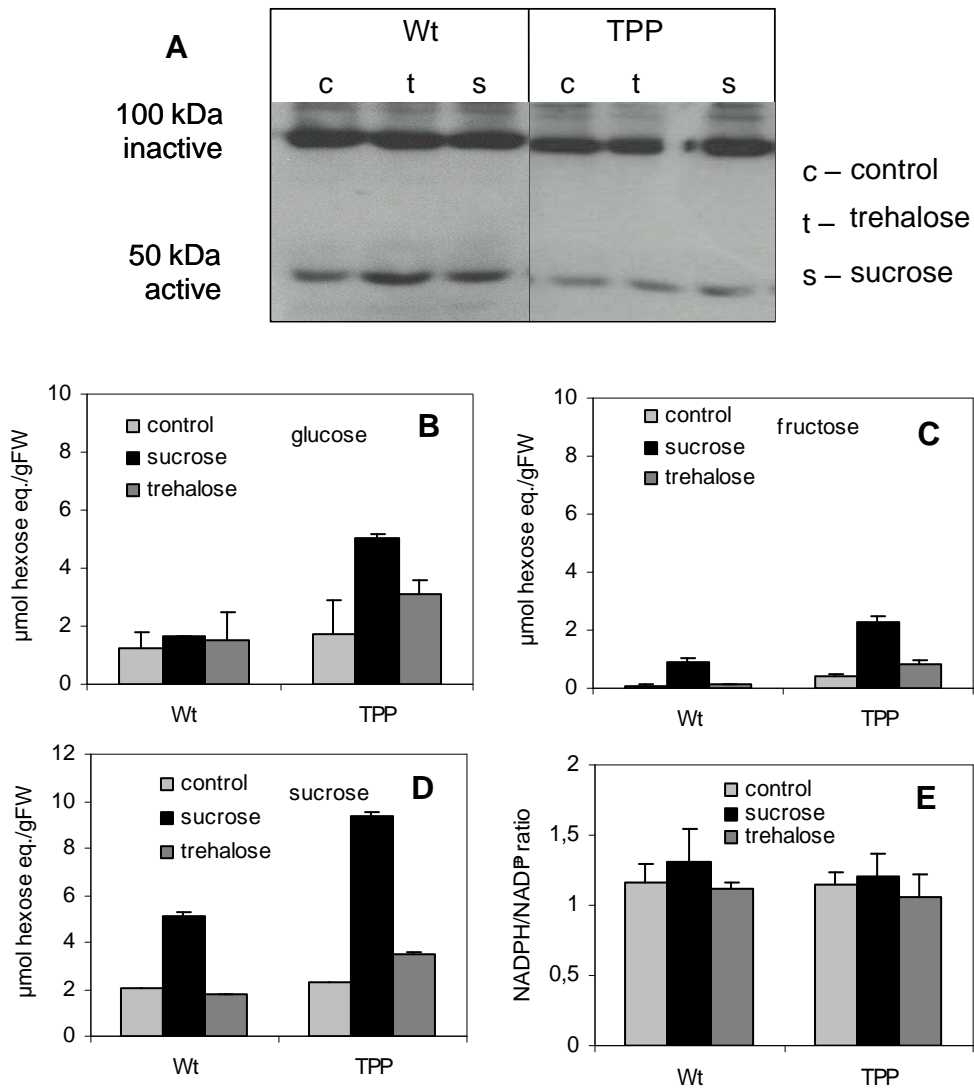 A
Wt
TPP
c t s
c t s
100 kDa
inactive
50 kDa
active
c – control
t – trehalose
s – sucrose
B
glucose
control
sucrose
trehalose
µmol hexose eq./gFW
10
8
6
4
2
0
Wt
TPP
C
fructose
control
sucrose
trehalose
µmol hexose eq./gFW
10
8
6
4
2
0
Wt
TPP
D
sucrose
control
sucrose
trehalose
µmol hexose eq./gFW
12
10
8
6
4
2
0
Wt
TPP
E
control
sucrose
trehalose
NADPH/NADP ratio
2
1,5
1
0,5
0
Wt
TPP